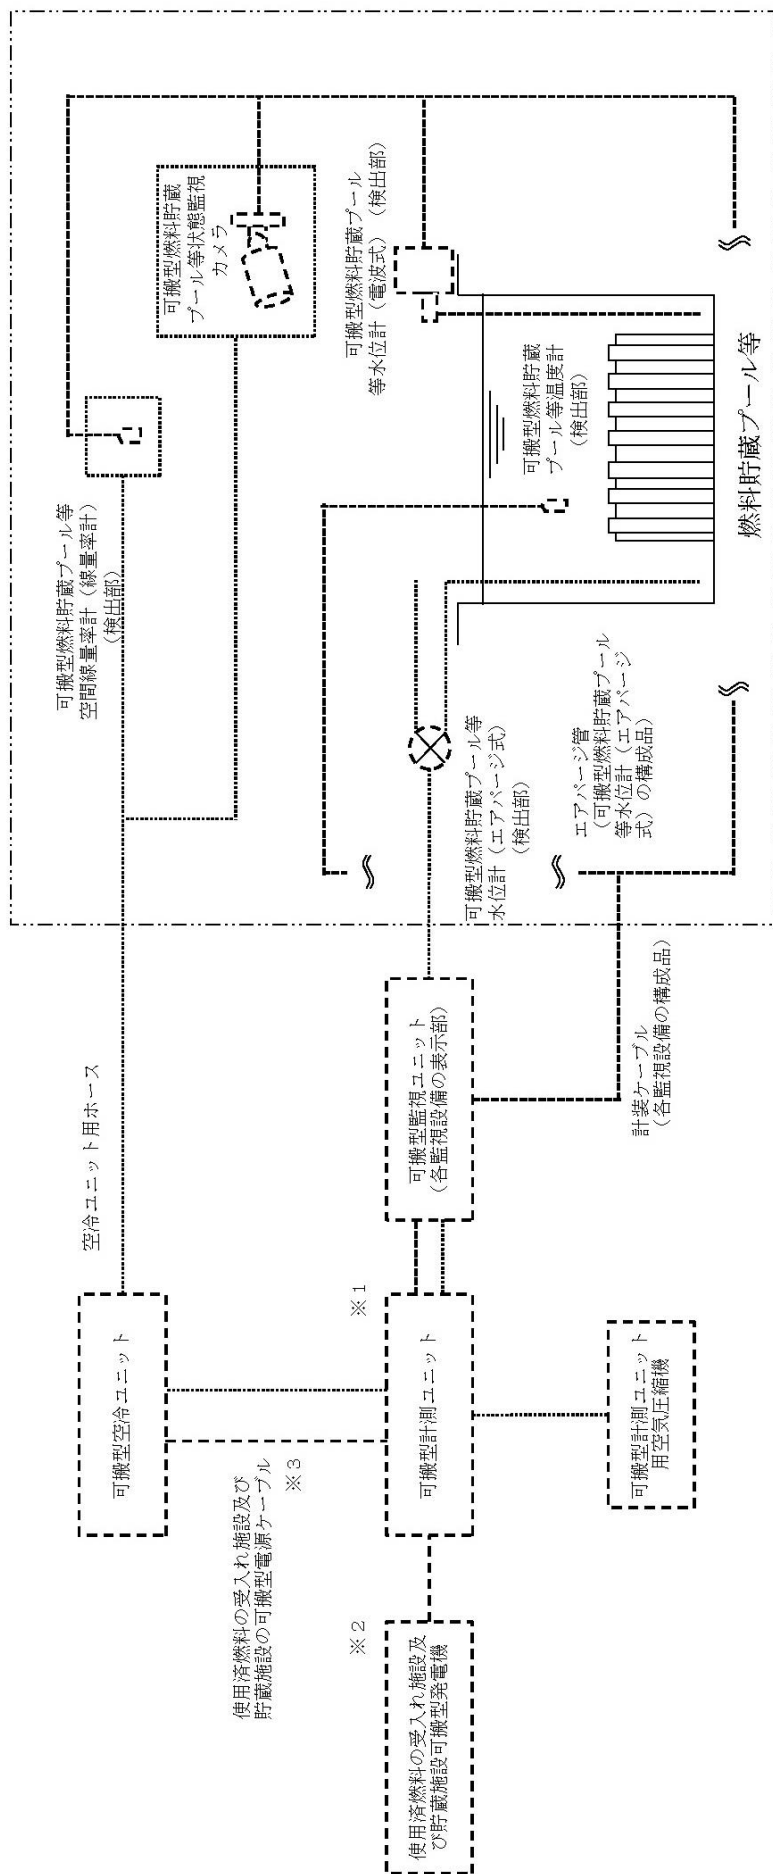 使用済燃料の受入れ施設及び
貯蔵施設の可搬型電源ケーブル
※3
可搬型空冷ユニット
空冷ユニット用ホース
可搬型燃料貯蔵プール等
空間線量率計（線量率計）
（検出部）
可搬型燃料貯蔵
プール等状態監視
カメラ
※2
使用済燃料の受入れ施設及
び貯蔵施設可搬型発電機
※1
可搬型計測ユニット
可搬型監視ユニット
（各監視設備の表示部）
可搬型燃料貯蔵プール等
水位計（エアパージ式）
（検出部）
可搬型燃料貯蔵プール
等水位計（電波式）（検出部）
可搬型燃料貯蔵
プール等温度計
（検出部）
可搬型計測ユニット
用空気圧縮機
計装ケーブル
（各監視設備の構成品）
エアパージ管
（可搬型燃料貯蔵プール
等水位計（エアパージ
式）の構成品）
燃料貯蔵プール等